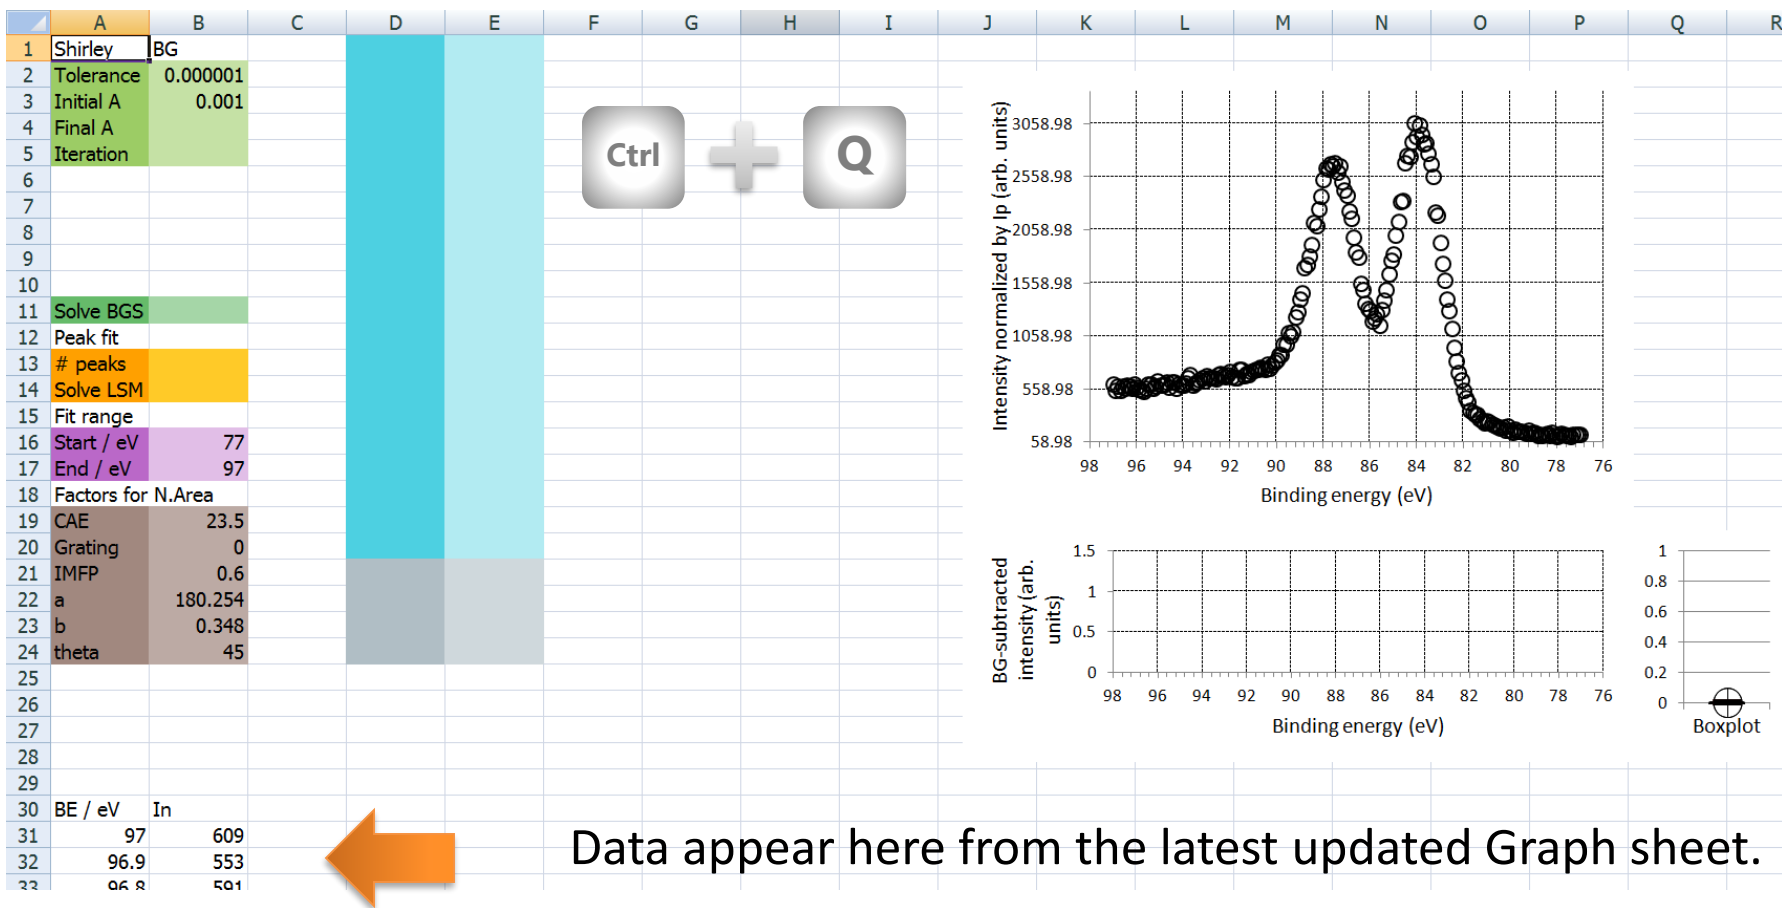 A B C D E F G H I J K L M N O P Q R
1 Shirley BG
2 Tolerance 0.000001
3 Initial A 0.001
4 Final A
5 Iteration
6
7
8
9
10
11 Solve BGS
12 Peak fit
13 # peaks
14 Solve LSM
15 Fit range
16 Start / eV 77
17 End / eV 97
18 Factors for N.Area
19 CAE 23.5
20 Grating 0
21 IMFP 0.6
22 a 180.254
23 b 0.348
24 theta 45
25
26
27
28
29
30 BE / eV In
31 97 609
32 96.9 553
33 96.8 591
Ctrl + Q
Intensity normalized by Ip (arb. units)
3058.98
2558.98
2058.98
1558.98
1058.98
558.98
58.98
98 96 94 92 90 88 86 84 82 80 78 76
Binding energy (eV)
BG-subtracted
intensity (arb.
units)
1.5
1
0.5
0
98 96 94 92 90 88 86 84 82 80 78 76
Binding energy (eV)
1
0.8
0.6
0.4
0.2
0
Boxplot
Data appear here from the latest updated Graph sheet.